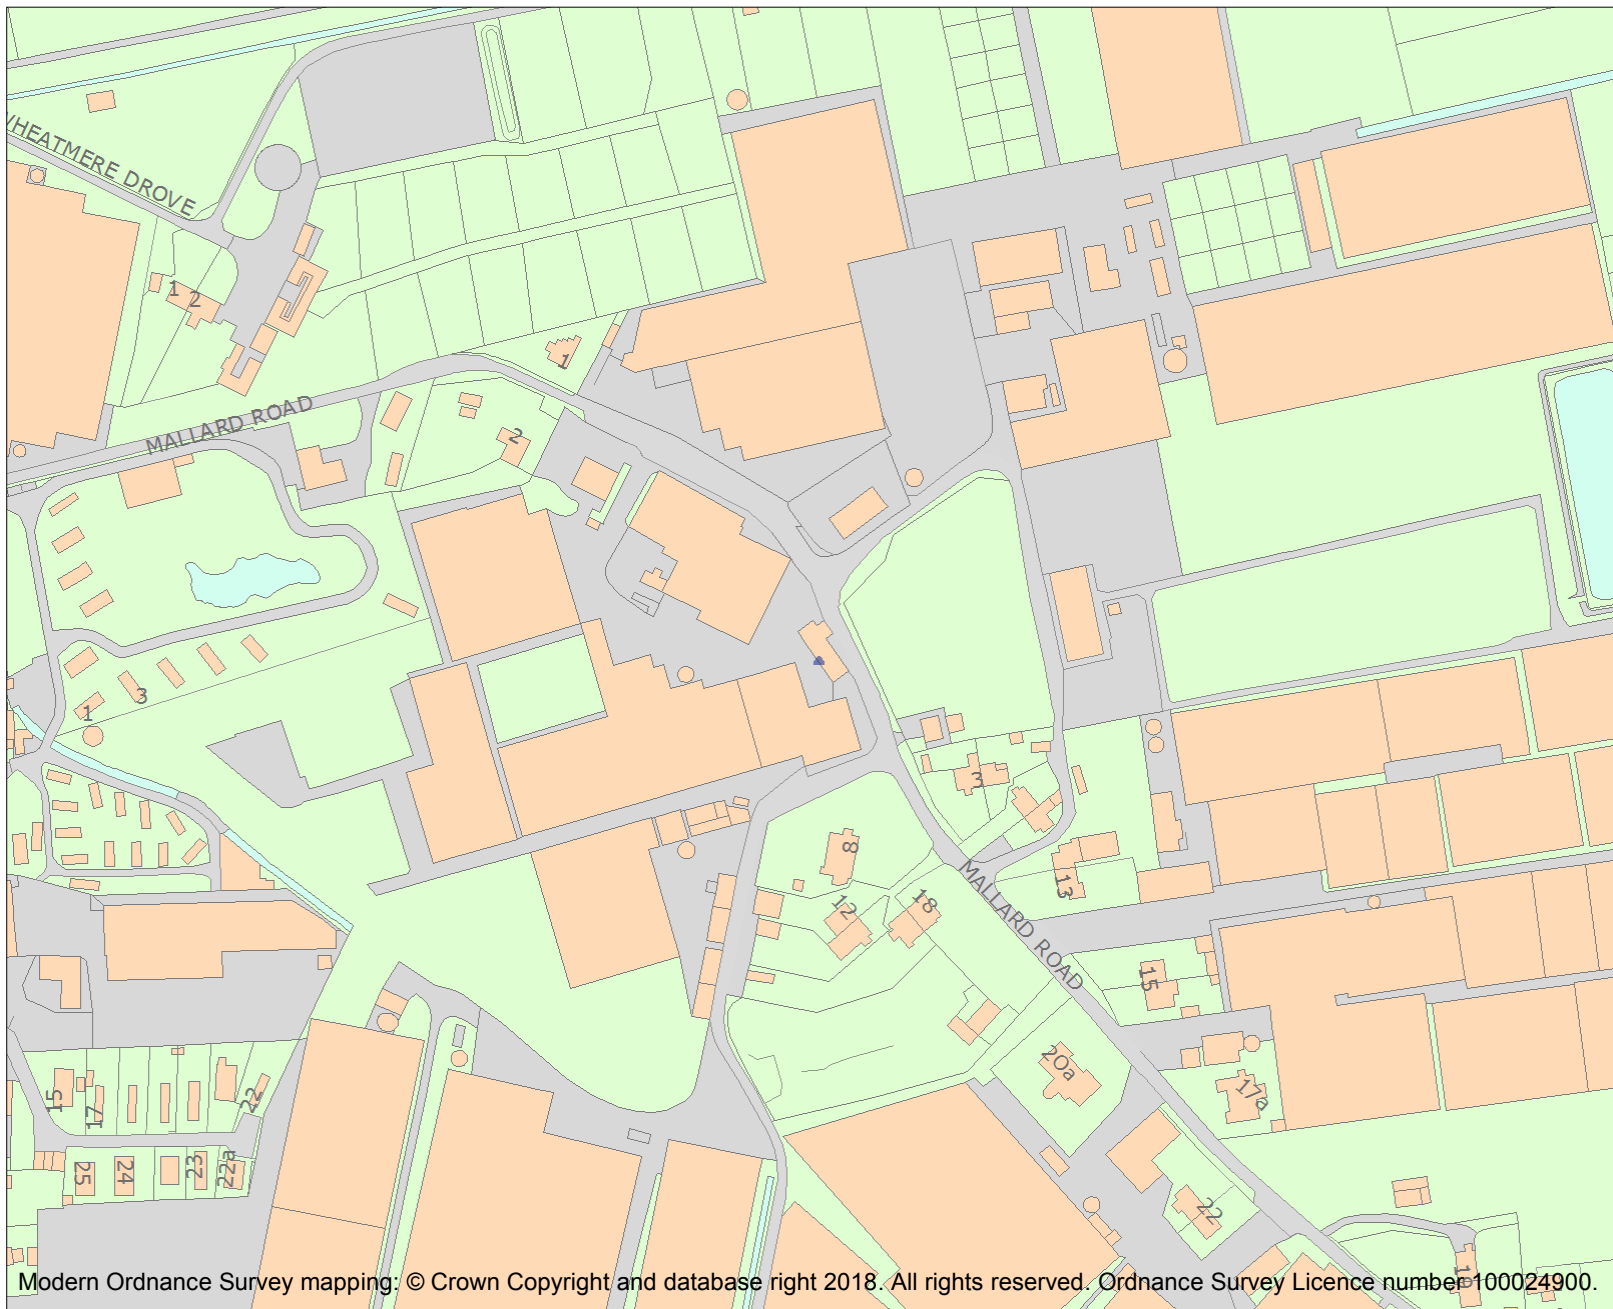 WHEATMERE DROVE
1
2
1
MALLARD ROAD
2
3
1
3
8
13
12
18
MALLARD ROAD
15
20a
17a
15
17
22
25
24
23
22a
22
19
Modern Ordnance Survey mapping: © Crown Copyright and database right 2018. All rights reserved. Ordnance Survey Licence number 100024900.